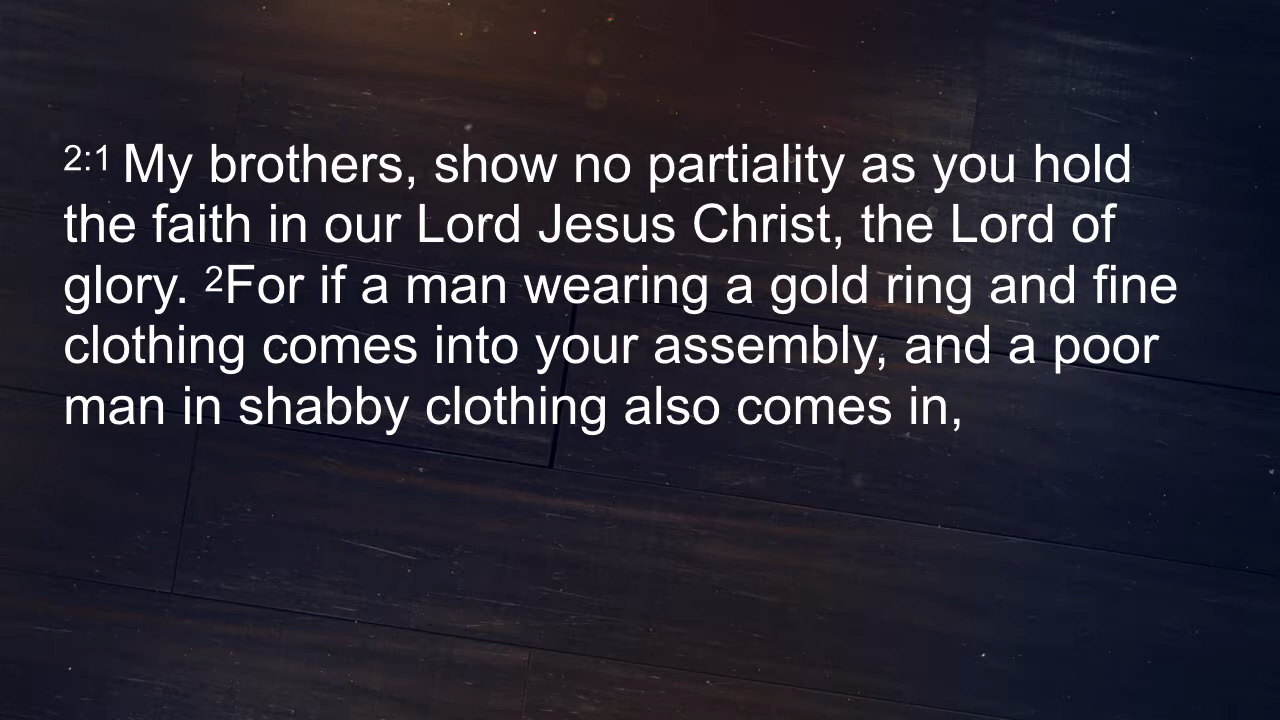 2:1 My brothers, show no partiality as you hold
the faith in our Lord Jesus Christ, the Lord of
glory. 2For if a man wearing a gold ring and fine
clothing comes into your assembly, and a poor
man in shabby clothing also comes in,